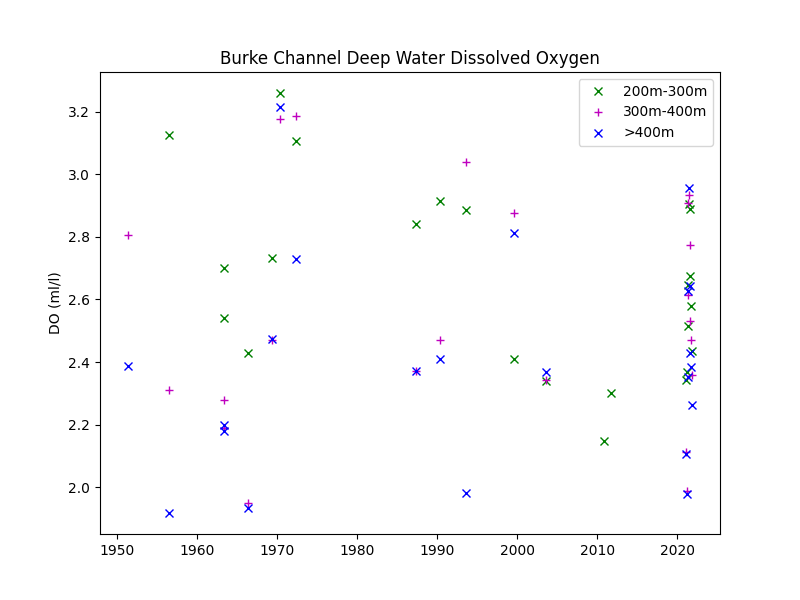 Burke Channel Deep Water Dissolved Oxygen
200m-300m
300m-400m
>400m
DO (ml/l)
3.2
3.0
2.8
2.6
2.4
2.2
2.0
1950 1960 1970 1980 1990 2000 2010 2020